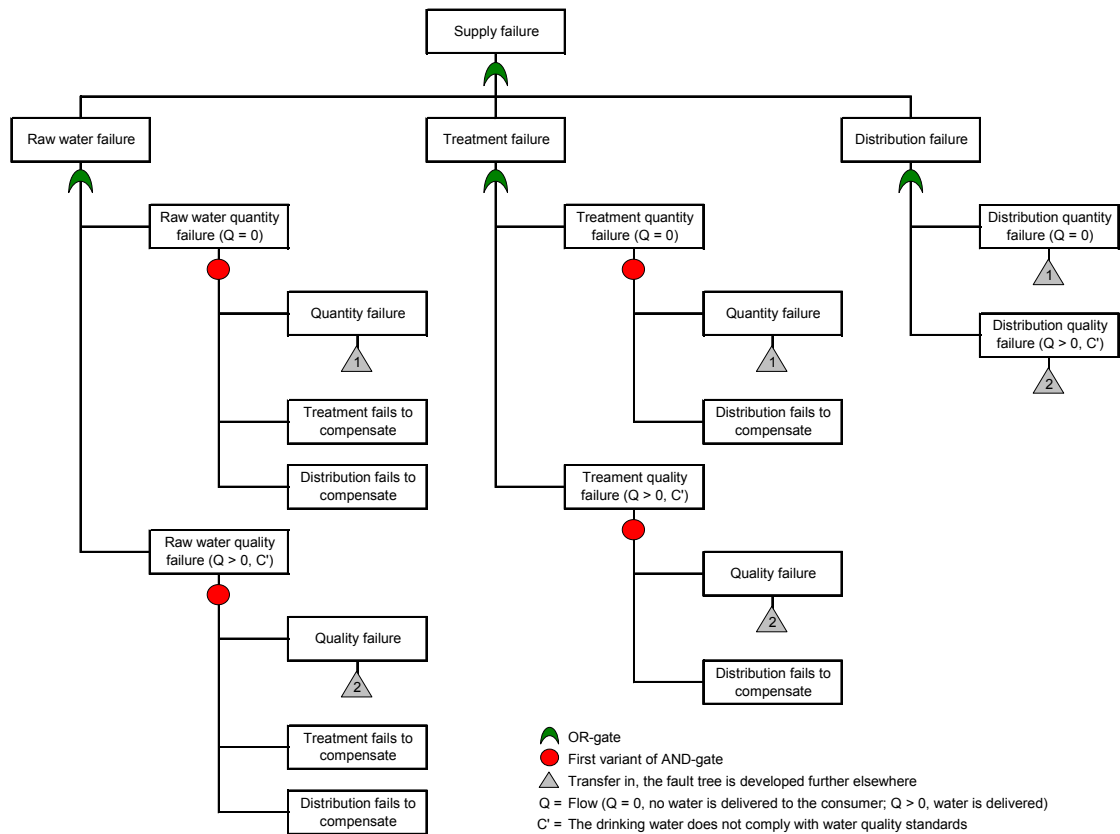 Supply failure
Raw water failure
Treatment failure
Distribution failure
Raw water quantity
failure (Q = 0)
Quantity failure
1
Treatment fails to
compensate
Distribution fails to
compensate
Raw water quality
failure (Q > 0, C')
Quality failure
2
Treatment fails to
compensate
Distribution fails to
compensate
Treatment quantity
failure (Q = 0)
Quantity failure
1
Distribution fails to
compensate
Treament quality
failure (Q > 0, C')
Quality failure
2
Distribution fails to
compensate
Distribution quantity
failure (Q = 0)
1
Distribution quality
failure (Q > 0, C')
2
OR-gate
First variant of AND-gate
Transfer in, the fault tree is developed further elsewhere
Q = Flow (Q = 0, no water is delivered to the consumer; Q > 0, water is delivered)
C' = The drinking water does not comply with water quality standards